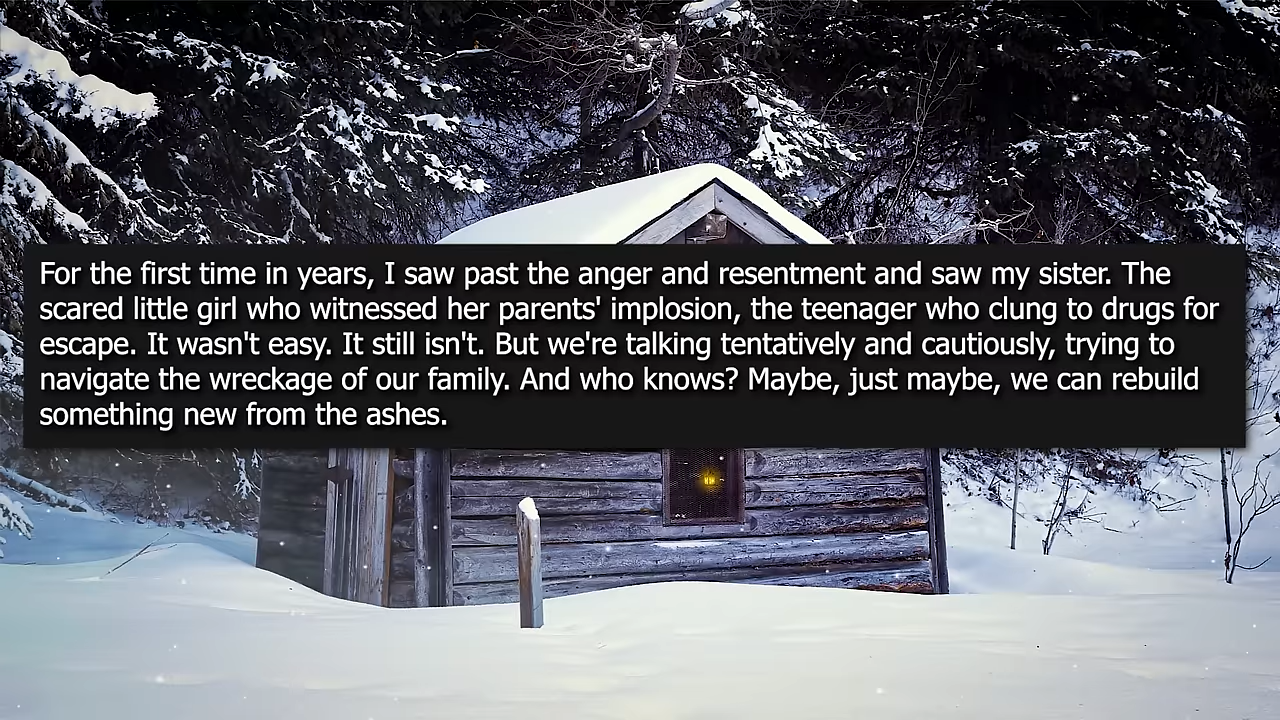 For the first time in years, I saw past the anger and resentment and saw my sister. The
scared little girl who witnessed her parents' implosion, the teenager who clung to drugs for
escape. It wasn't easy. It still isn't. But we're talking tentatively and cautiously, trying to
navigate the wreckage of our family. And who knows? Maybe, just maybe, we can rebuild
something new from the ashes.